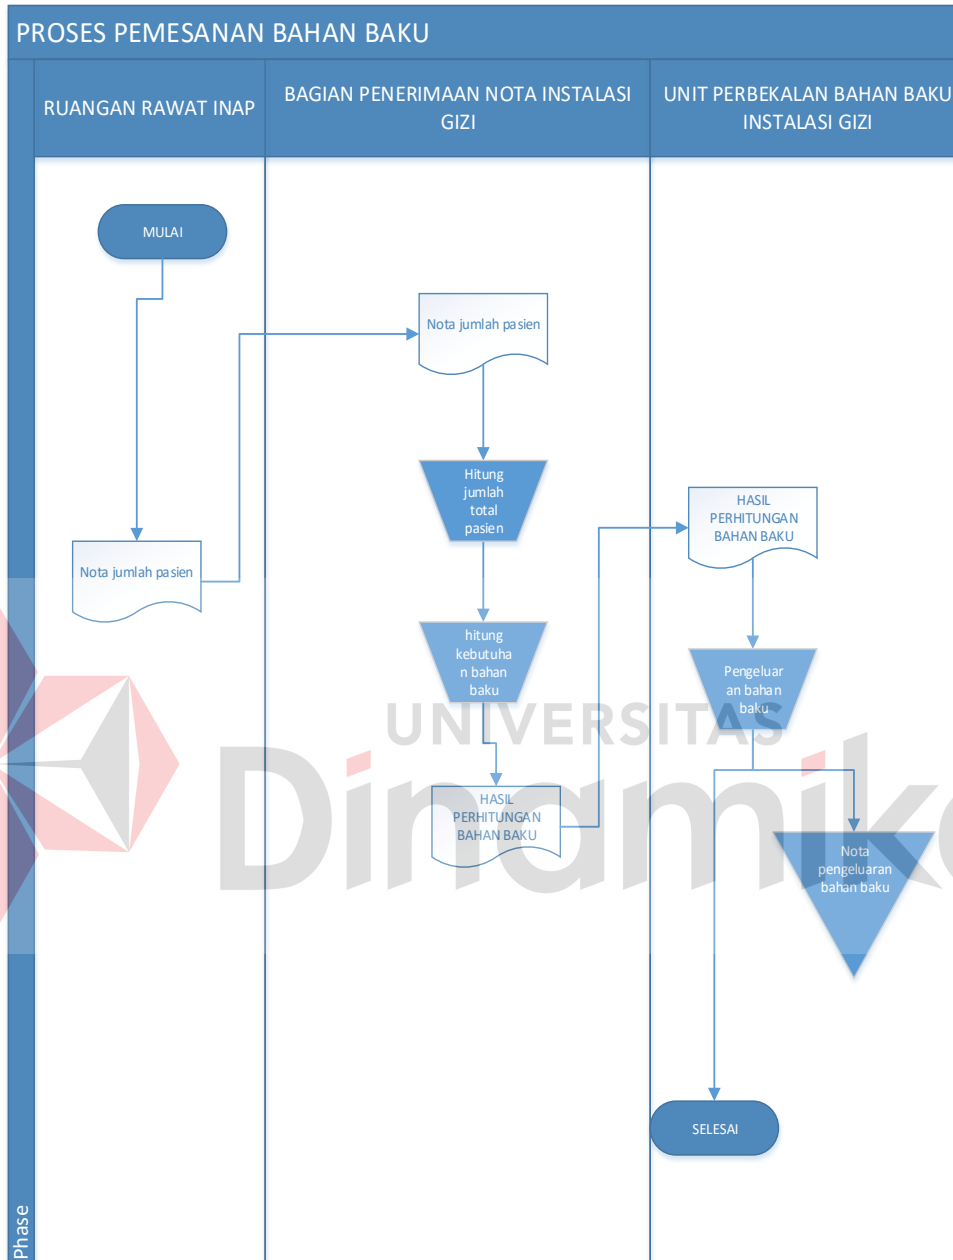 PROSES PEMESANAN BAHAN BAKU
RUANGAN RAWAT INAP
BAGIAN PENERIMAAN NOTA INSTALASI
GIZI
UNIT PERBEKALAN BAHAN BAKU
INSTALASI GIZI
MULAI
Nota jumlah pasien
Nota jumlah pasien
Hitung
jumlah
total
pasien
hitung
kebutuha
n bahan
baku
HASIL
PERHITUNGAN
BAHAN BAKU
HASIL
PERHITUNGAN
BAHAN BAKU
Pengeluar
an bahan
baku
Nota
pengeluaran
bahan baku
SELESAI
Phase
UNIVERSITAS
Dinamika